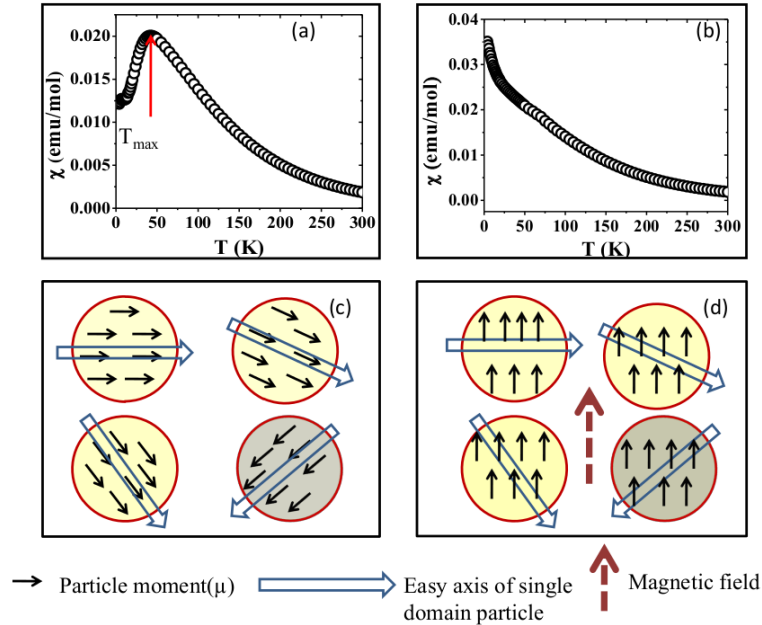 (a)
0.020
0.015
0.010
0.005
0.000
χ (emu/mol)
T_max
0 50 100 150 200 250 300
T (K)
(b)
0.04
0.03
0.02
0.01
0.00
χ (emu/mol)
0 50 100 150 200 250 300
T (K)
(c)
(d)
Particle moment(µ)
Easy axis of single
domain particle
Magnetic field